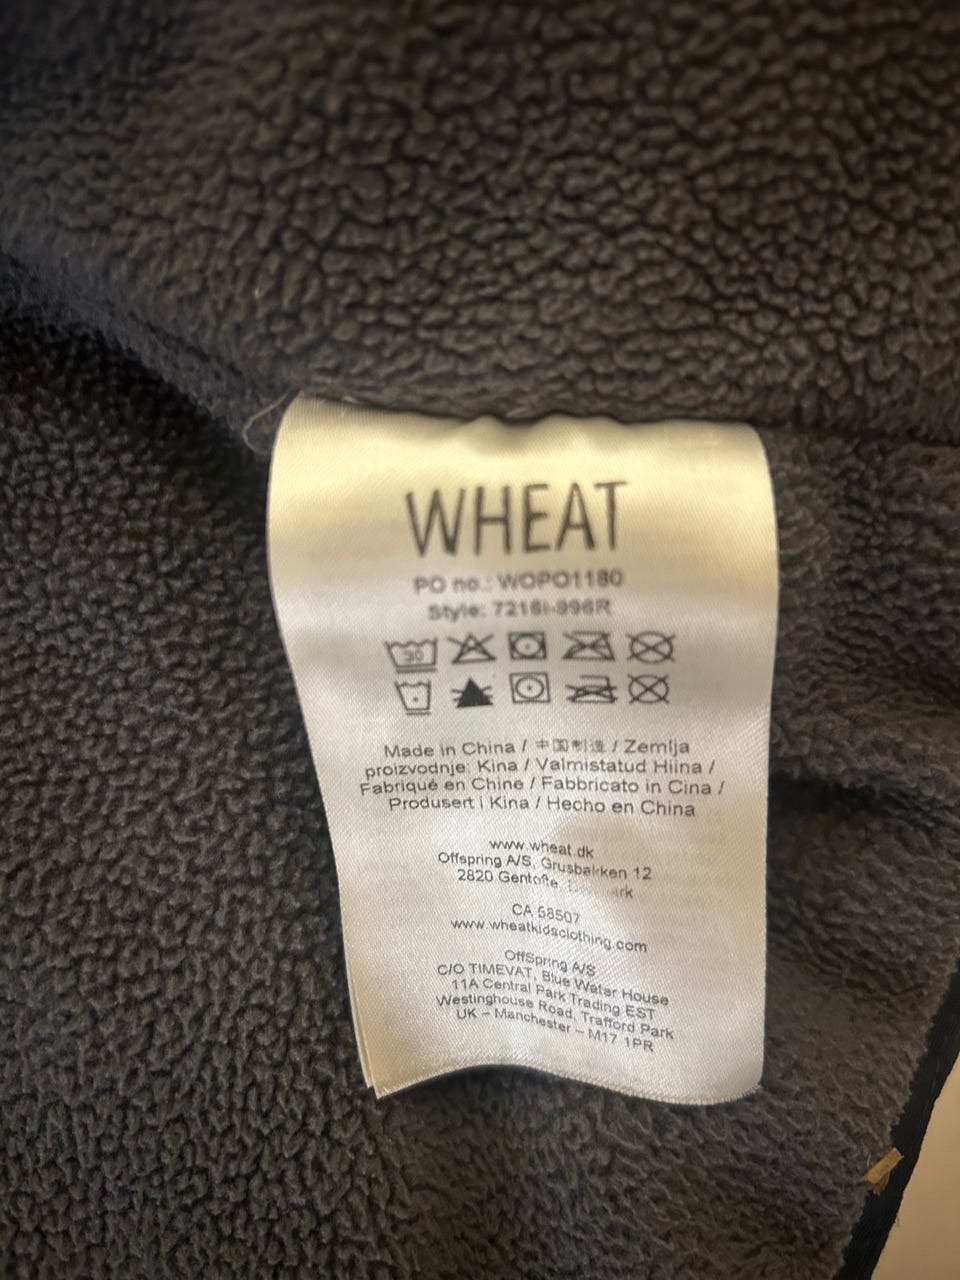 WHEAT
PO no.: WOPO1180
Style: 7216i-996R
30
Made in China / 中国制造 / Zemlja
proizvodnje: Kina / Valmistatud Hiina /
Fabriqué en Chine / Fabbricato in Cina /
Produsert i Kina / Hecho en China
www.wheat.dk
Offspring A/S, Grusbakken 12
2820 Gentofte,
CA 58507
www.wheatkidsclothing.com
OffSpring A/S
C/O TIMEVAT, Blue Water House
11A Central Park Trading EST
Westinghouse Road, Trafford Park
UK – Manchester – M17 1PR